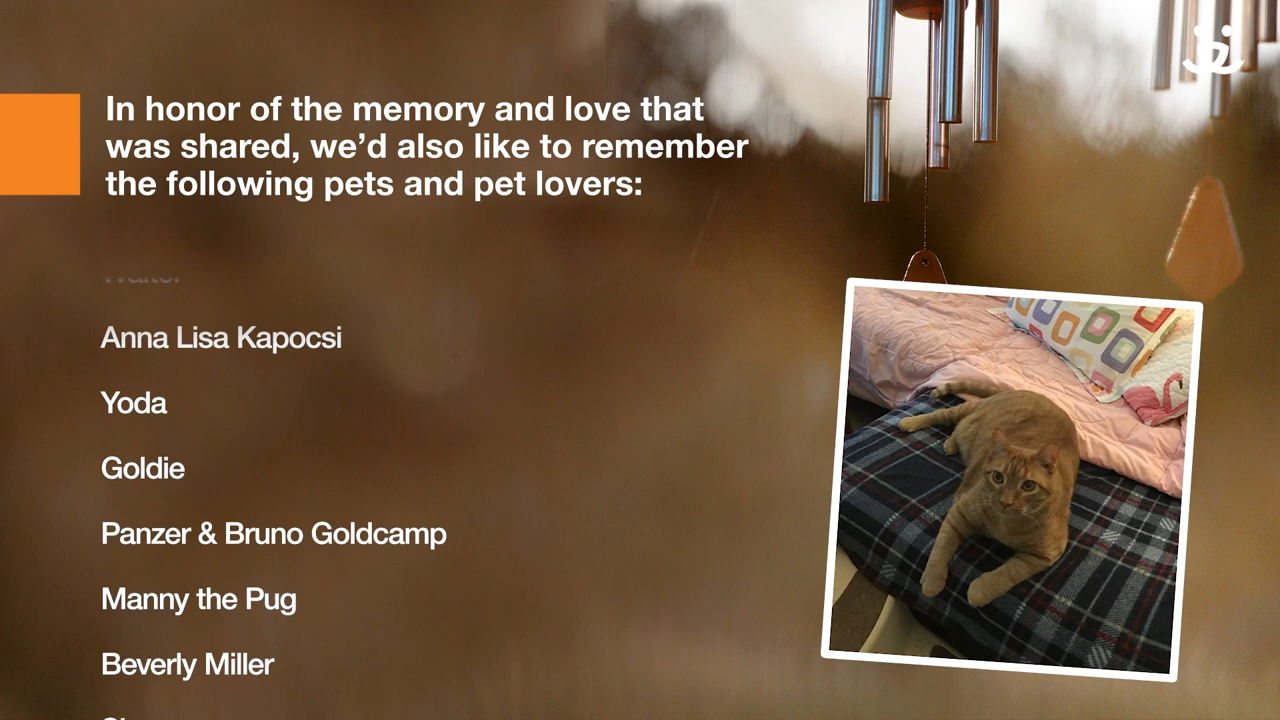 In honor of the memory and love that
was shared, we'd also like to remember
the following pets and pet lovers:
Anna Lisa Kapocsi
Yoda
Goldie
Panzer & Bruno Goldcamp
Manny the Pug
Beverly Miller